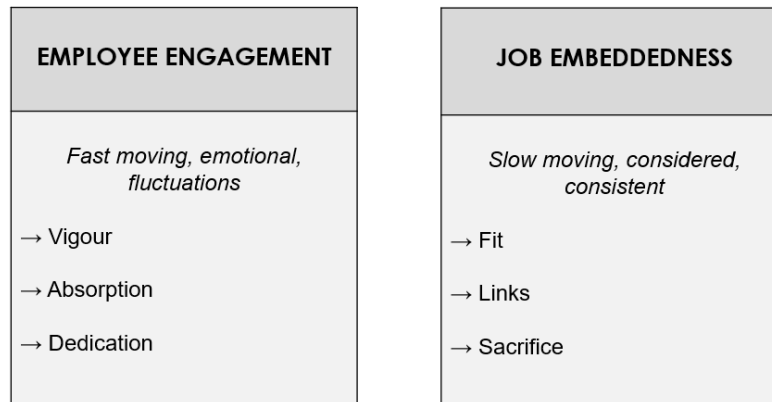 EMPLOYEE ENGAGEMENT
Fast moving, emotional,
fluctuations
→ Vigour
→ Absorption
→ Dedication
JOB EMBEDDEDNESS
Slow moving, considered,
consistent
→ Fit
→ Links
→ Sacrifice